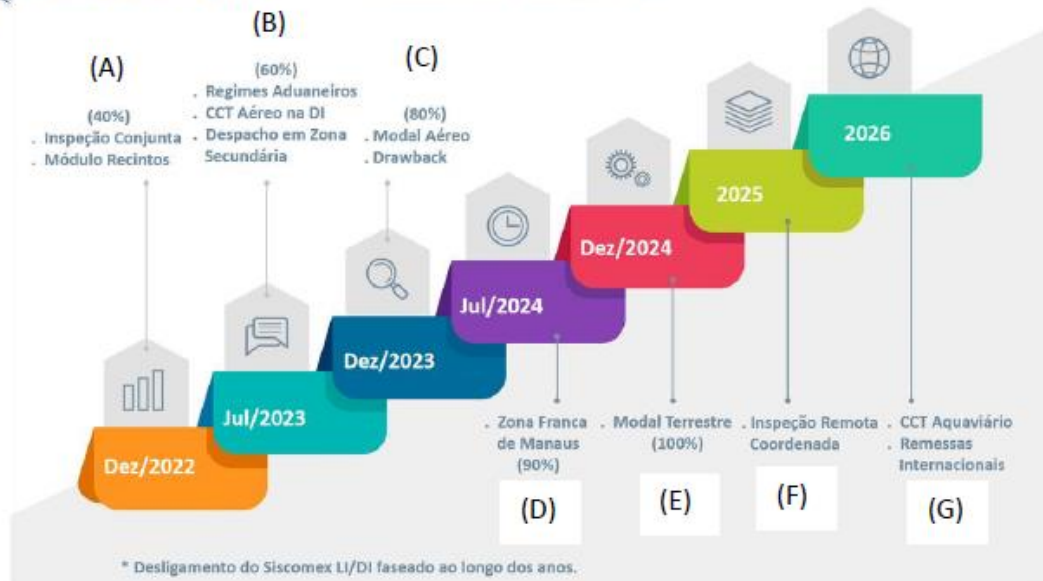 (A)
(40%)
. Inspeção Conjunta
. Módulo Recintos
(B)
(60%)
. Regimes Aduaneiros
. CCT Aéreo na DI
. Despacho em Zona
Secundária
(C)
(80%)
. Modal Aéreo
. Drawback
Dez/2022
Jul/2023
Dez/2023
Jul/2024
Dez/2024
2025
2026
. Zona Franca
de Manaus
(90%)
(D)
. Modal Terrestre
(100%)
(E)
. Inspeção Remota
Coordenada
(F)
. CCT Aquaviário
. Remessas
Internacionais
(G)
* Desligamento do Siscomex LI/DI faseado ao longo dos anos.